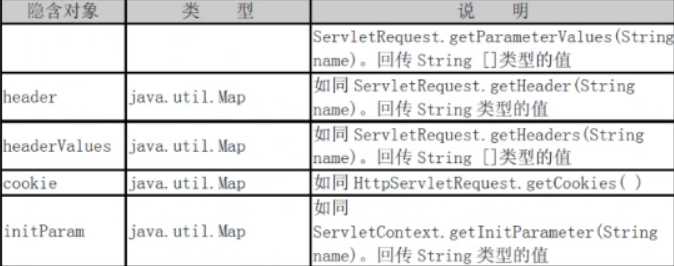 隐含对象 类 型 说 明
ServletRequest.getParameterValues(String
name)。回传 String []类型的值
header java.util.Map 如同 ServletRequest.getHeader(String
name)。回传 String 类型的值
headerValues java.util.Map 如同 ServletRequest.getHeaders(String
name)。回传 String []类型的值
cookie java.util.Map 如同 HttpServletRequest.getCookies( )
initParam java.util.Map 如同
ServletContext.getInitParameter(String
name)。回传 String 类型的值